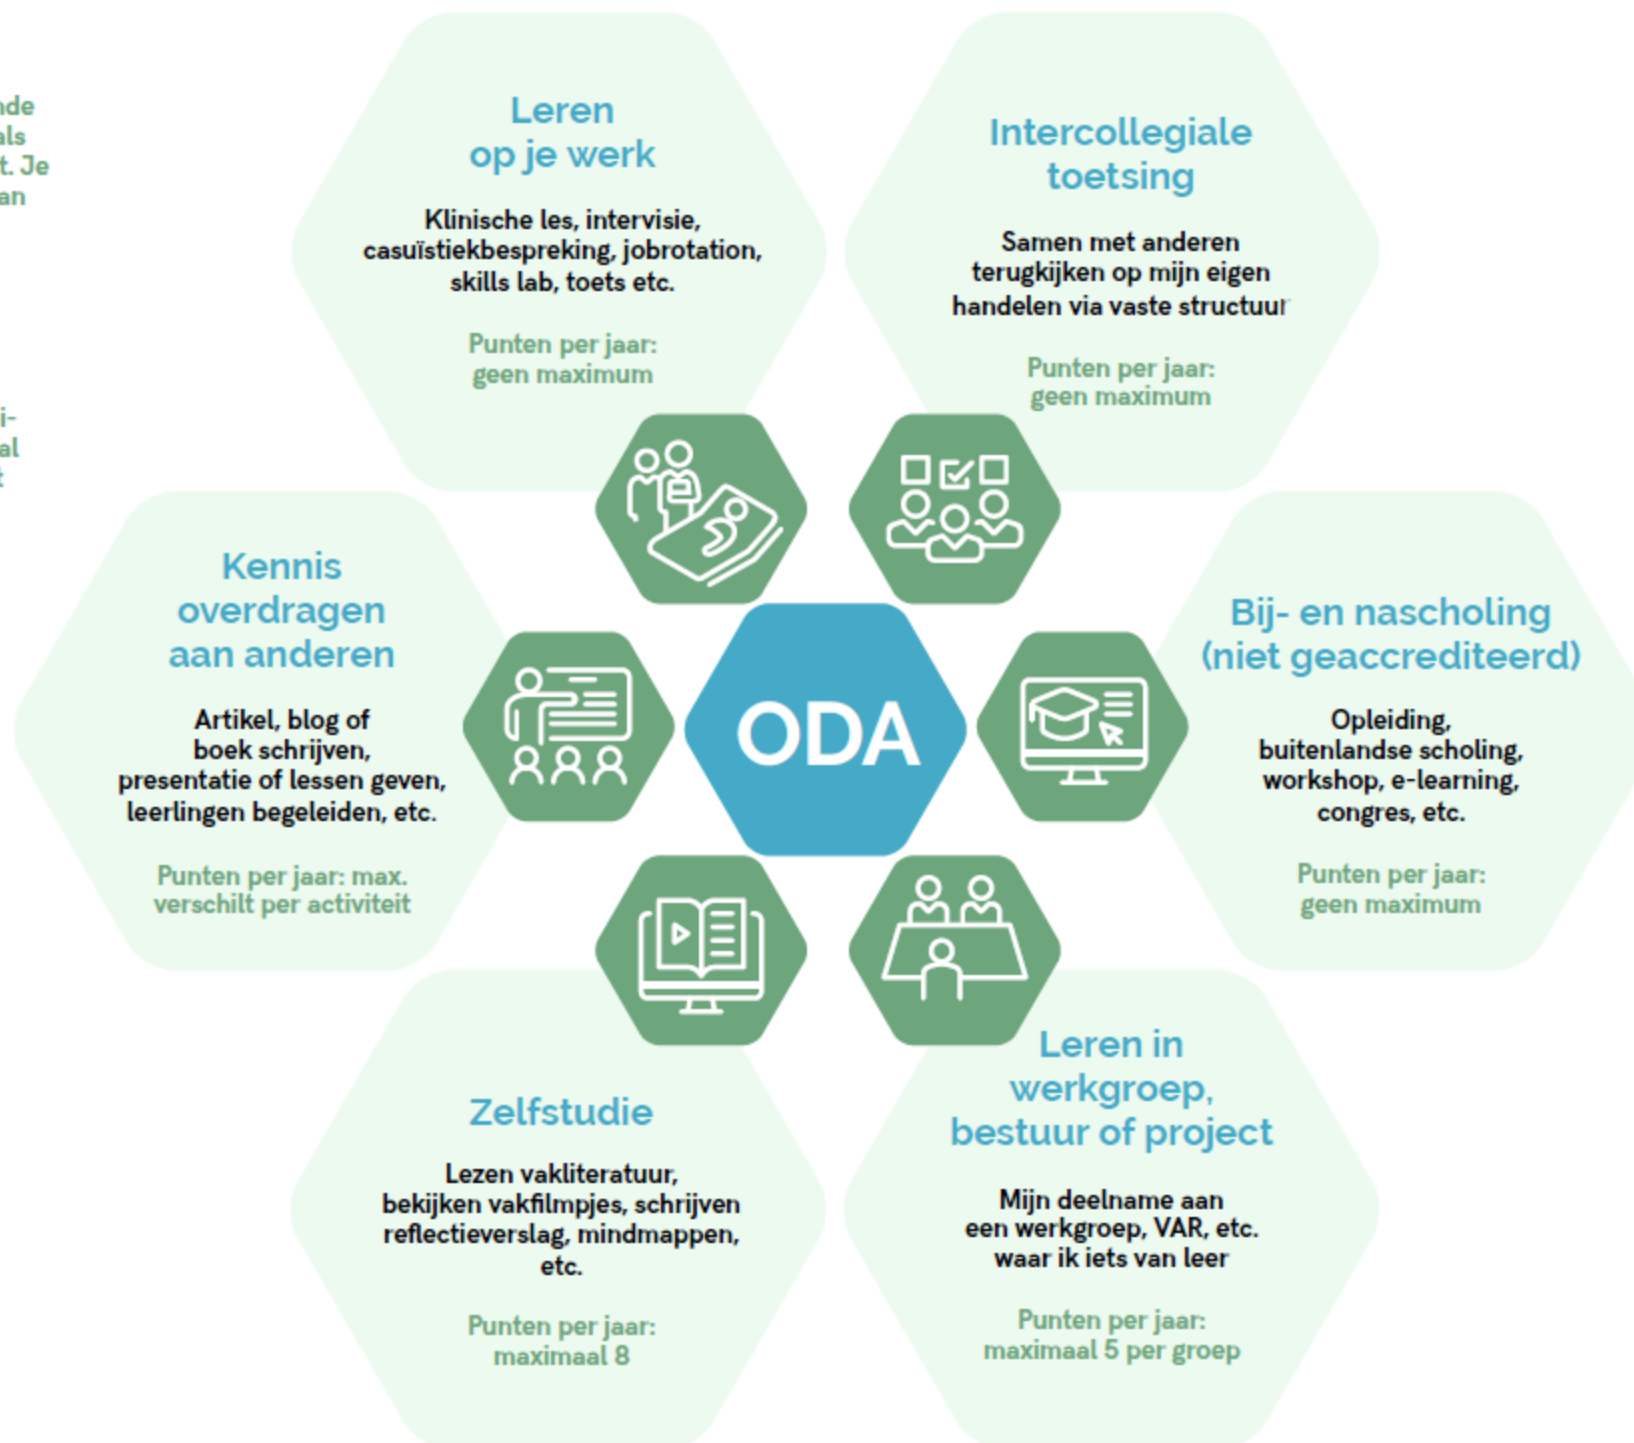 als
t. Je
an
al
Leren
op je werk
Klinische les, intervisie,
casuïstiekbespreking, jobrotation,
skills lab, toets etc.
Punten per jaar:
geen maximum
Intercollegiale
toetsing
Samen met anderen
terugkijken op mijn eigen
handelen via vaste structuur
Punten per jaar:
geen maximum
Kennis
overdragen
aan anderen
Artikel, blog of
boek schrijven,
presentatie of lessen geven,
leerlingen begeleiden, etc.
Punten per jaar: max.
verschilt per activiteit
ODA
Bij- en nascholing
(niet geaccrediteerd)
Opleiding,
buitenlandse scholing,
workshop, e-learning,
congres, etc.
Punten per jaar:
geen maximum
Zelfstudie
Lezen vakliteratuur,
bekijken vakfilmpjes, schrijven
reflectieverslag, mindmappen,
etc.
Punten per jaar:
maximaal 8
Leren in
werkgroep,
bestuur of project
Mijn deelname aan
een werkgroep, VAR, etc.
waar ik iets van leer
Punten per jaar:
maximaal 5 per groep